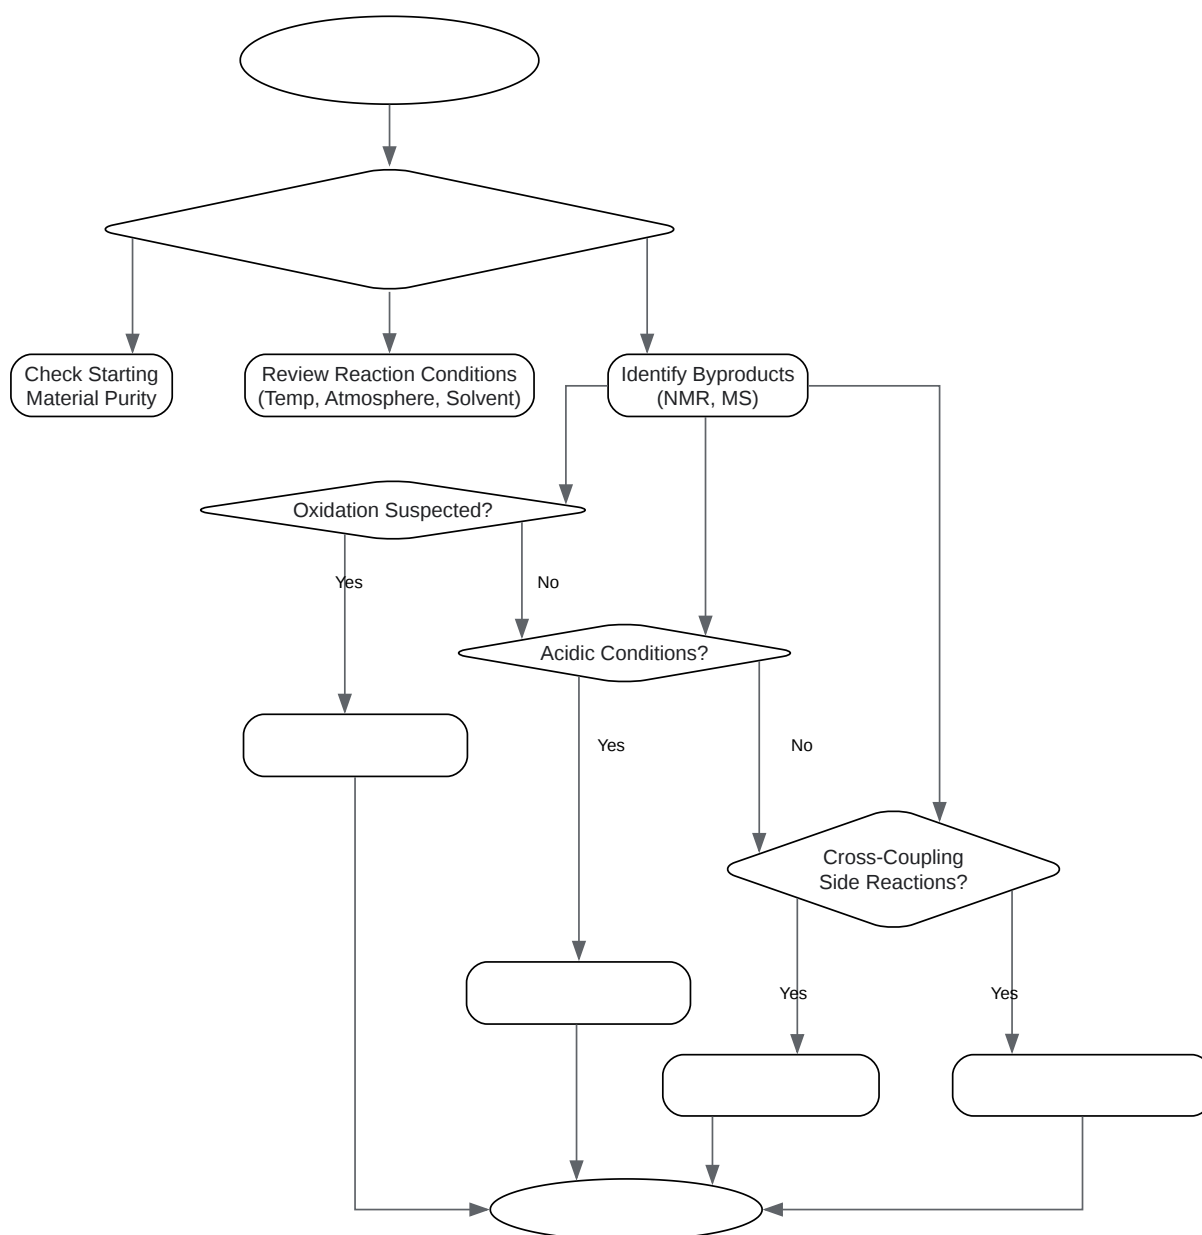 Check Starting
Material Purity
Review Reaction Conditions
(Temp, Atmosphere, Solvent)
Identify Byproducts
(NMR, MS)
Oxidation Suspected?
Yes
No
Acidic Conditions?
Yes
No
Cross-Coupling
Side Reactions?
Yes
Yes